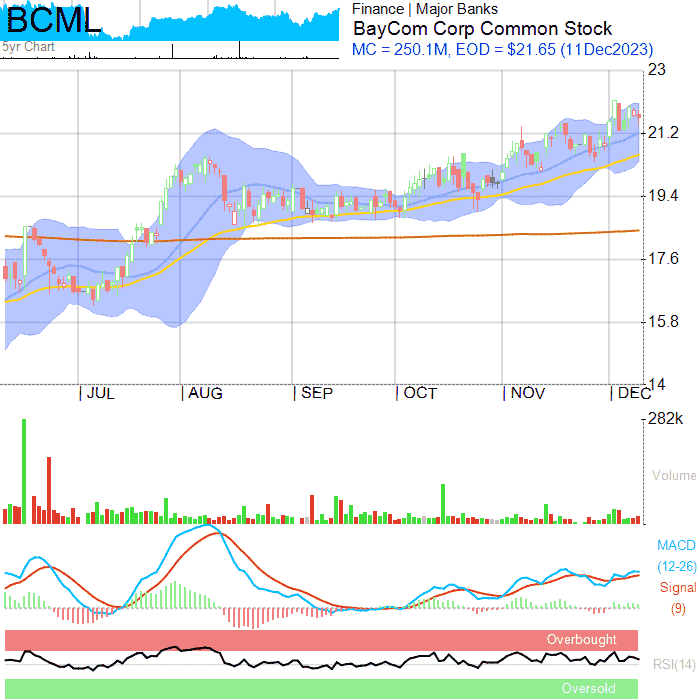 BCML
5yr Chart
Finance | Major Banks
BayCom Corp Common Stock
MC = 250.1M, EOD = $21.65 (11Dec2023)
23
21.2
19.4
17.6
15.8
14
JUL AUG SEP OCT NOV DEC
282k
Volume
MACD
(12-26)
Signal
(9)
Overbought
RSI(14)
Oversold